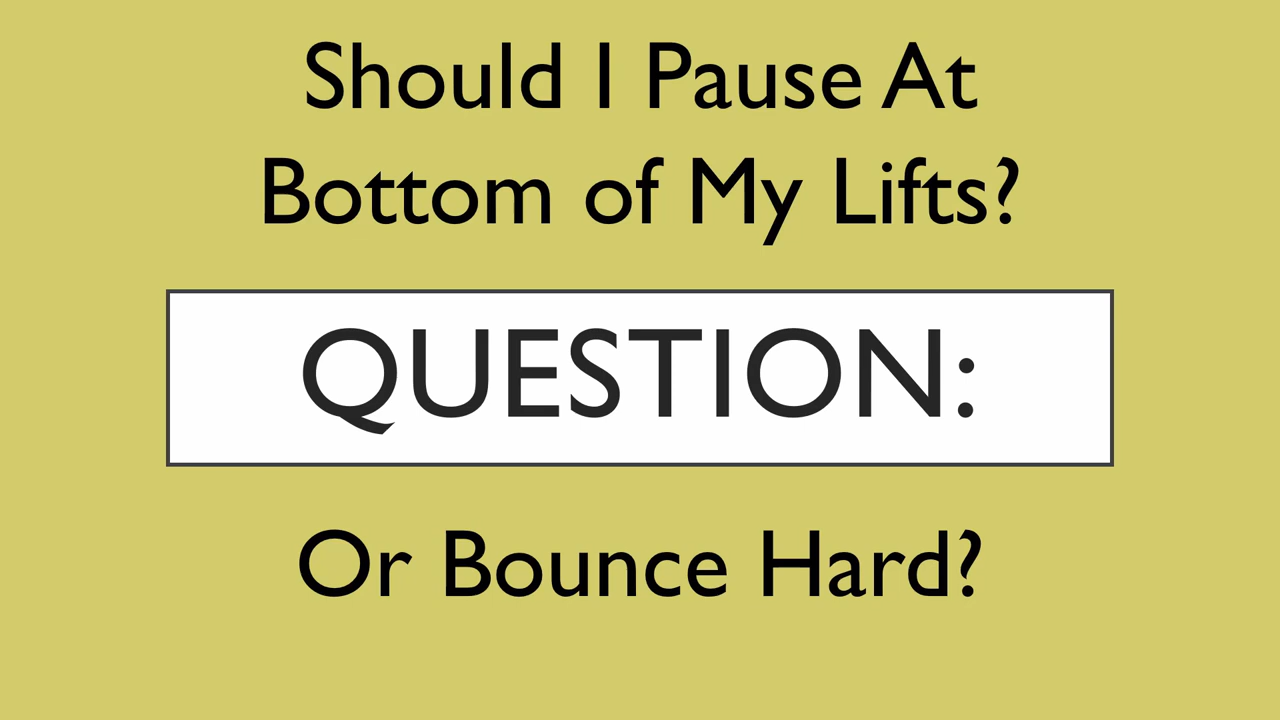 Should I Pause At
Bottom of My Lifts?
QUESTION:
Or Bounce Hard?